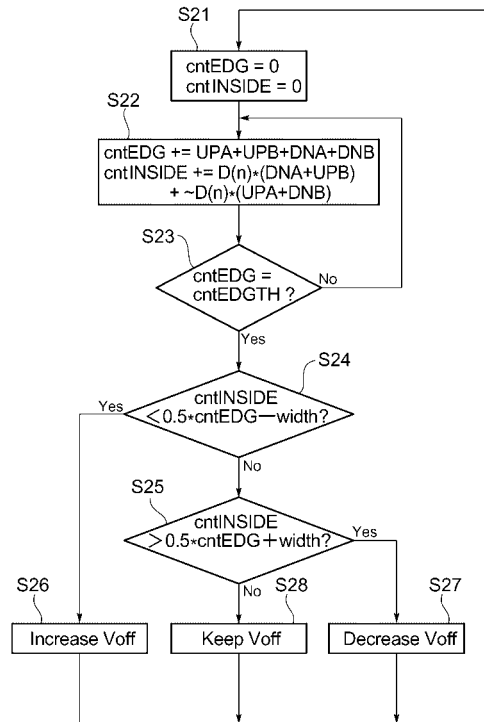 S21
cntEDG = 0
cntINSIDE = 0
S22
cntEDG += UPA+UPB+DNA+DNB
cntINSIDE += D(n)*(DNA+UPB)
+ ~D(n)*(UPA+DNB)
S23
cntEDG =
cntEDGTH ?
No
Yes
S24
cntINSIDE
<0.5*cntEDG−width?
Yes
No
S25
cntINSIDE
>0.5*cntEDG+width?
Yes
No
S26
Increase Voff
S28
Keep Voff
S27
Decrease Voff